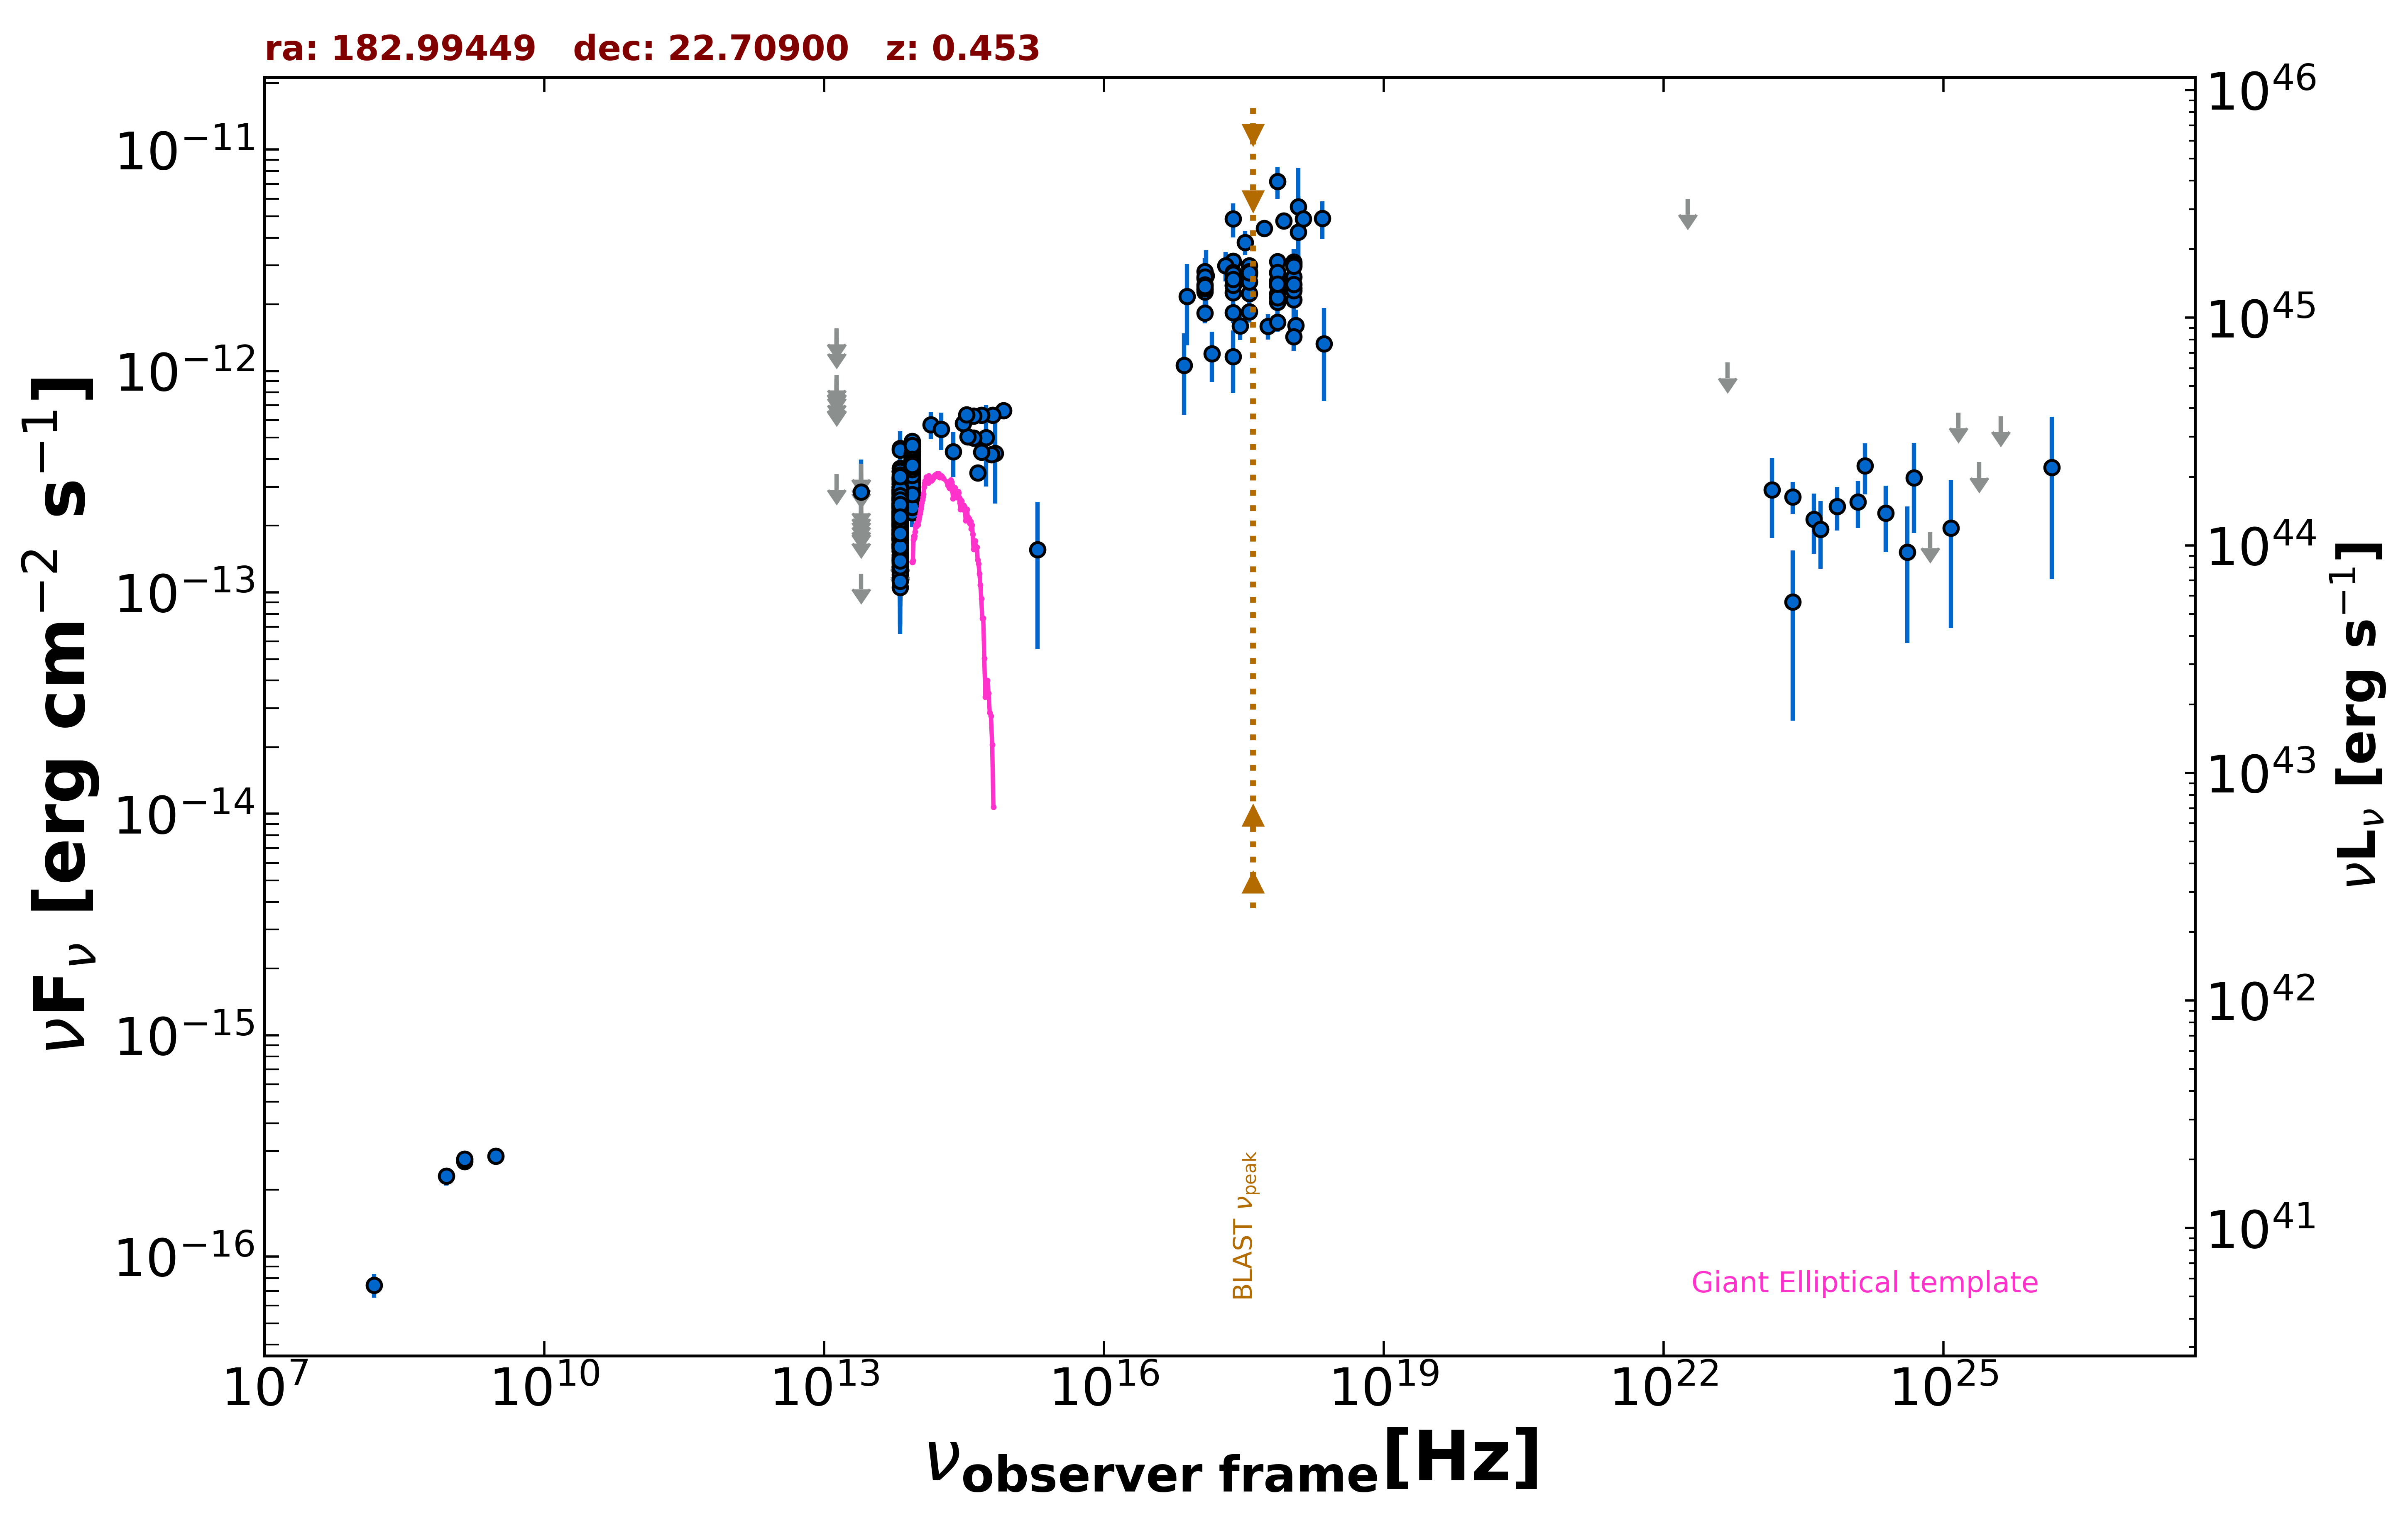 ra: 182.99449 dec: 22.70900 z: 0.453
νF_ν [erg cm⁻² s⁻¹]
10⁻¹¹
10⁻¹²
10⁻¹³
10⁻¹⁴
10⁻¹⁵
10⁻¹⁶
10⁴⁶
10⁴⁵
10⁴⁴
10⁴³
10⁴²
10⁴¹
νL_ν [erg s⁻¹]
BLAST ν_peak
Giant Elliptical template
10⁷ 10¹⁰ 10¹³ 10¹⁶ 10¹⁹ 10²² 10²⁵
ν_observer frame[Hz]